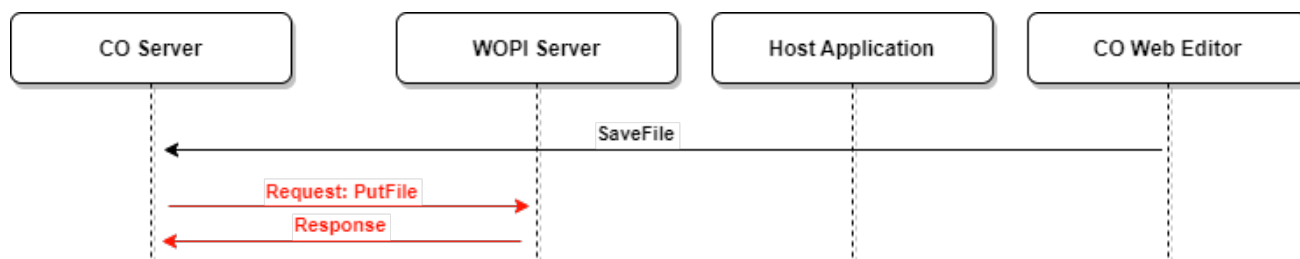 CO Server
WOPI Server
Host Application
CO Web Editor
SaveFile
Request: PutFile
Response